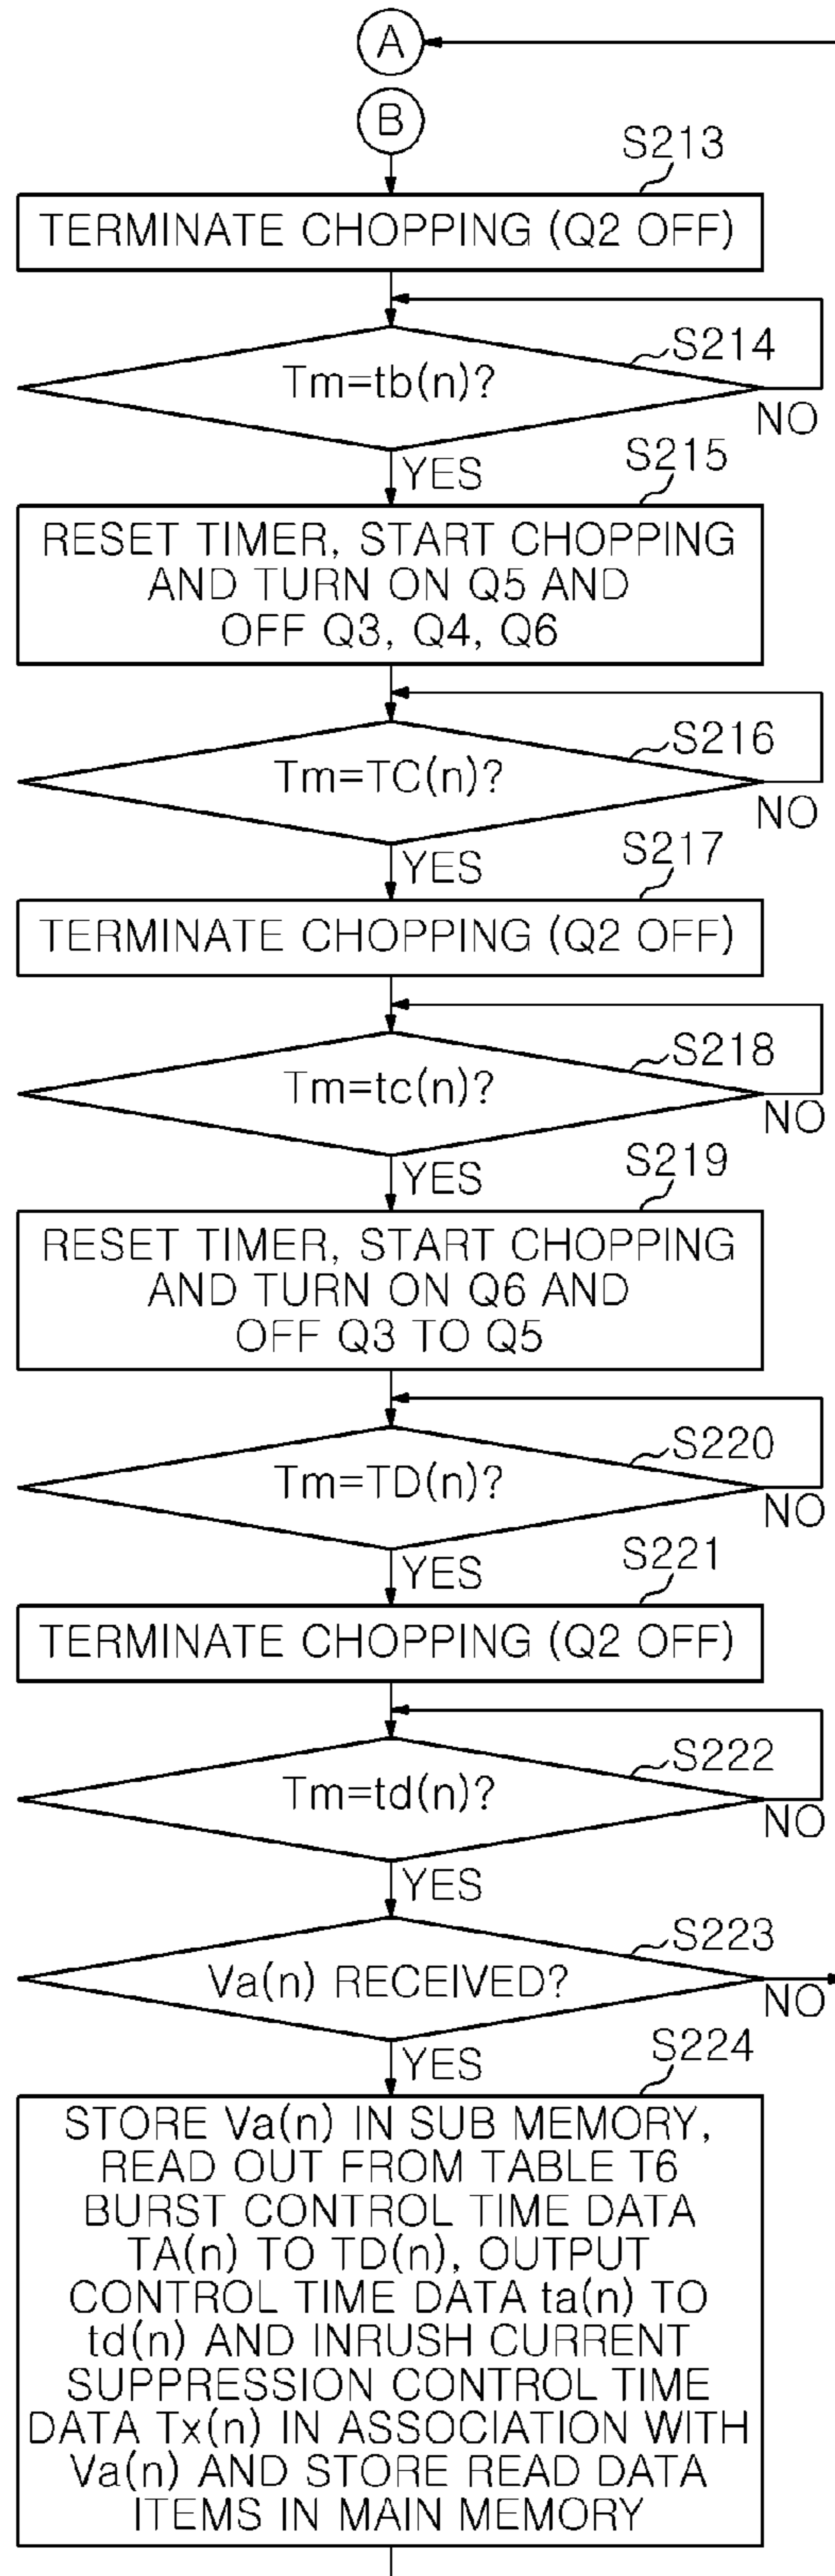 A
B
S213
TERMINATE CHOPPING (Q2 OFF)
S214
Tm=tb(n)?
NO
YES
S215
RESET TIMER, START CHOPPING
AND TURN ON Q5 AND
OFF Q3, Q4, Q6
S216
Tm=TC(n)?
NO
YES
S217
TERMINATE CHOPPING (Q2 OFF)
S218
Tm=tc(n)?
NO
YES
S219
RESET TIMER, START CHOPPING
AND TURN ON Q6 AND
OFF Q3 TO Q5
S220
Tm=TD(n)?
NO
YES
S221
TERMINATE CHOPPING (Q2 OFF)
S222
Tm=td(n)?
NO
YES
S223
Va(n) RECEIVED?
NO
YES
S224
STORE Va(n) IN SUB MEMORY,
READ OUT FROM TABLE T6
BURST CONTROL TIME DATA
TA(n) TO TD(n), OUTPUT
CONTROL TIME DATA ta(n) TO
td(n) AND INRUSH CURRENT
SUPPRESSION CONTROL TIME
DATA Tx(n) IN ASSOCIATION WITH
Va(n) AND STORE READ DATA
ITEMS IN MAIN MEMORY